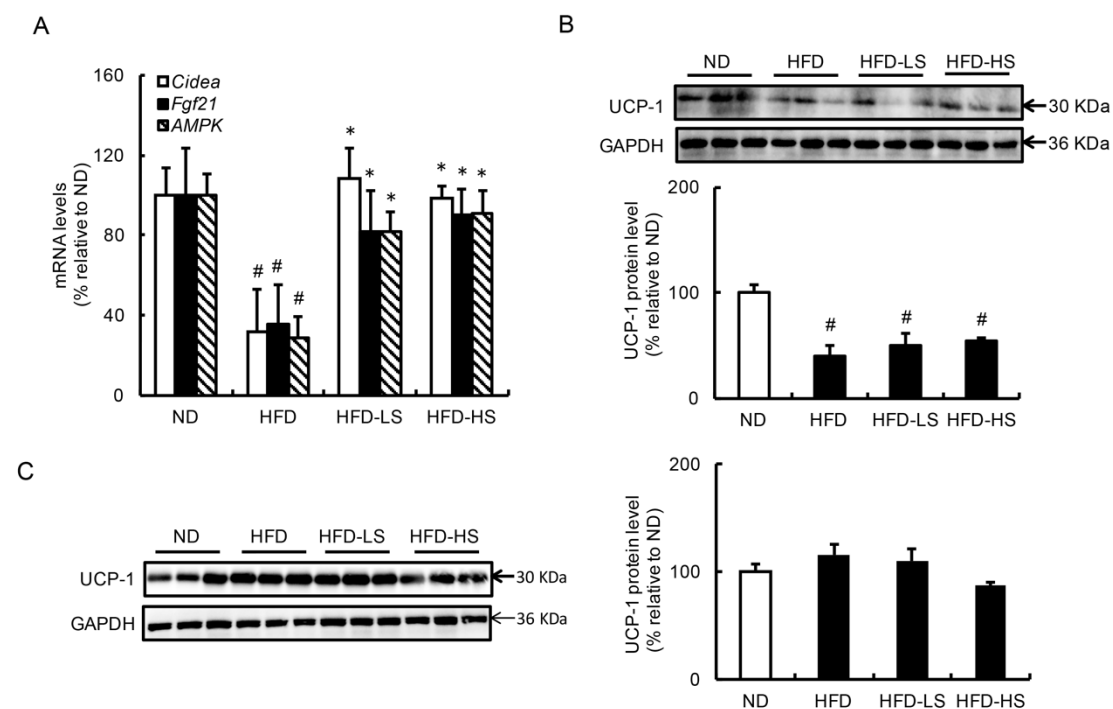 A
mRNA levels
(% relative to ND)
160
120
80
40
0
Cidea
Fgf21
AMPK
* * *
* * *
# # #
ND HFD HFD-LS HFD-HS
B
ND HFD HFD-LS HFD-HS
UCP-1 30 KDa
GAPDH 36 KDa
UCP-1 protein level
(% relative to ND)
200
100
0
# # #
ND HFD HFD-LS HFD-HS
C
ND HFD HFD-LS HFD-HS
UCP-1 30 KDa
GAPDH 36 KDa
UCP-1 protein level
(% relative to ND)
200
100
0
ND HFD HFD-LS HFD-HS